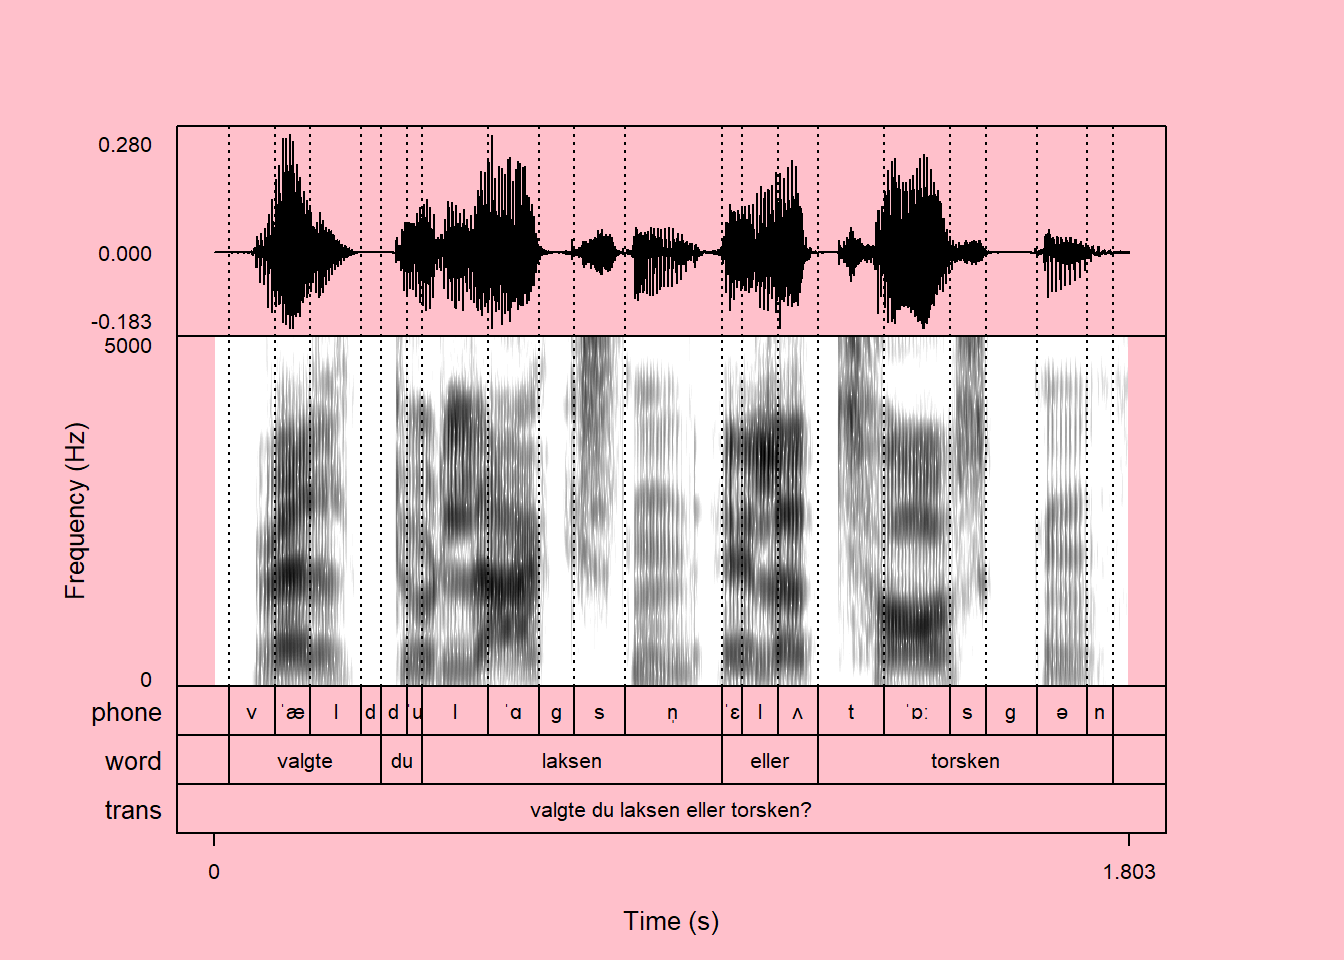 0.280
0.000
-0.183
5000
Frequency (Hz)
0
phone v ˈæ l d d ˈu l ˈɑ g s n̩ ˈɛ l ʌ t ˈɒː s g ə n
word valgte du laksen eller torsken
trans valgte du laksen eller torsken?
0 1.803
Time (s)